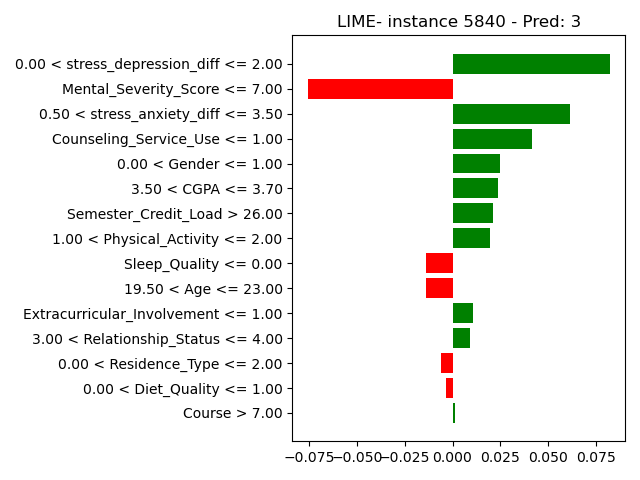 LIME- instance 5840 - Pred: 3
0.00 < stress_depression_diff <= 2.00
Mental_Severity_Score <= 7.00
0.50 < stress_anxiety_diff <= 3.50
Counseling_Service_Use <= 1.00
0.00 < Gender <= 1.00
3.50 < CGPA <= 3.70
Semester_Credit_Load > 26.00
1.00 < Physical_Activity <= 2.00
Sleep_Quality <= 0.00
19.50 < Age <= 23.00
Extracurricular_Involvement <= 1.00
3.00 < Relationship_Status <= 4.00
0.00 < Residence_Type <= 2.00
0.00 < Diet_Quality <= 1.00
Course > 7.00
−0.075 −0.050 −0.025 0.000 0.025 0.050 0.075